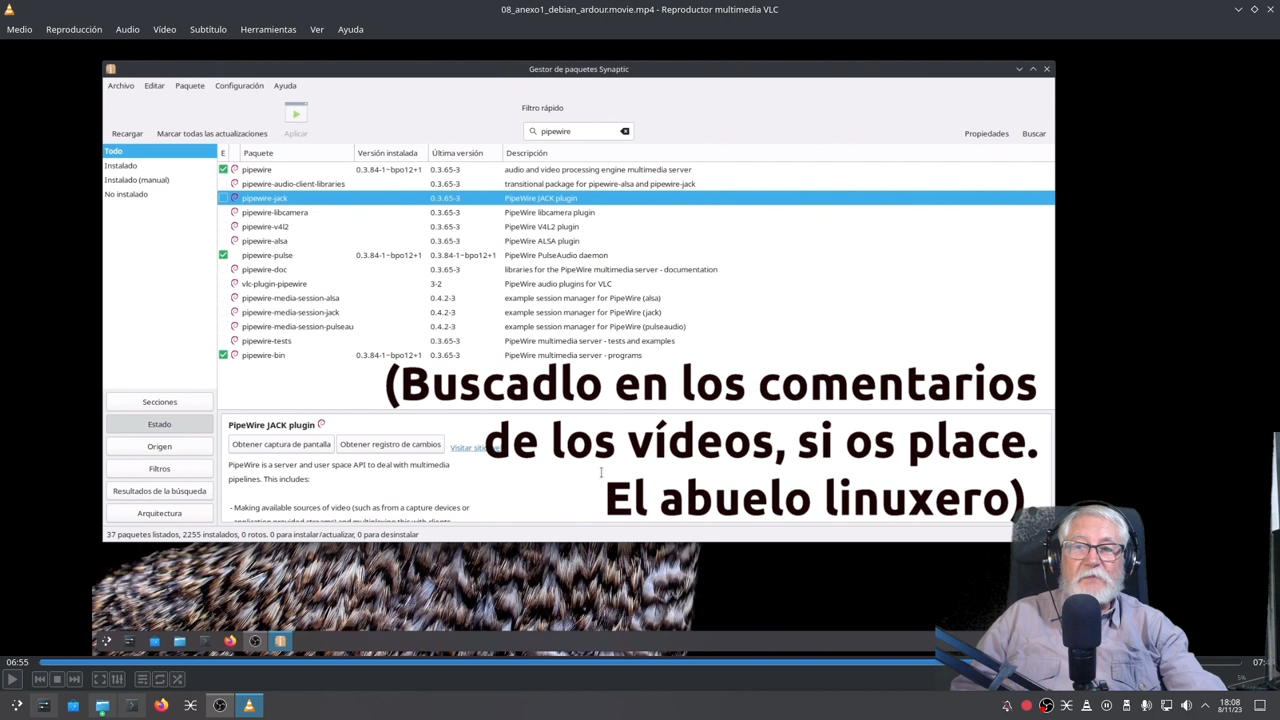 08_anexo1_debian_ardour.movie.mp4 - Reproductor multimedia VLC
Medio Reproducción Audio Vídeo Subtítulo Herramientas Ver Ayuda
Gestor de paquetes Synaptic
Archivo Editar Paquete Configuración Ayuda
Filtro rápido
Recargar Marcar todas las actualizaciones Aplicar pipewire Propiedades Buscar
Todo
Instalado
Instalado (manual)
No instalado
E Paquete Versión instalada Última versión Descripción
pipewire 0.3.84-1~bpo12+1 0.3.65-3 audio and video processing engine multimedia server
pipewire-audio-client-libraries 0.3.65-3 transitional package for pipewire-alsa and pipewire-jack
pipewire-jack 0.3.65-3 PipeWire JACK plugin
pipewire-libcamera 0.3.65-3 PipeWire libcamera plugin
pipewire-v4l2 0.3.65-3 PipeWire V4L2 plugin
pipewire-alsa 0.3.65-3 PipeWire ALSA plugin
pipewire-pulse 0.3.84-1~bpo12+1 0.3.84-1~bpo12+1 PipeWire PulseAudio daemon
pipewire-doc 0.3.65-3 libraries for the PipeWire multimedia server - documentation
vlc-plugin-pipewire 3-2 PipeWire audio plugins for VLC
pipewire-media-session-alsa 0.4.2-3 example session manager for PipeWire (alsa)
pipewire-media-session-jack 0.4.2-3 example session manager for PipeWire (jack)
pipewire-media-session-pulseau 0.4.2-3 example session manager for PipeWire (pulseaudio)
pipewire-tests 0.3.65-3 PipeWire multimedia server - tests and examples
pipewire-bin 0.3.84-1~bpo12+1 0.3.65-3 PipeWire multimedia server - programs
(Buscadlo en los comentarios
de los vídeos, si os place.
El abuelo linuxero)
Secciones
Estado
Origen
Filtros
Resultados de la búsqueda
Arquitectura
PipeWire JACK plugin
Obtener captura de pantalla Obtener registro de cambios Visitar
PipeWire is a server and user space API to deal with multimedia
pipelines. This includes:
- Making available sources of video (such as from a capture devices or
application provided streams) and multiplexing this with clients.
37 paquetes listados, 2255 instalados, 0 rotos. 0 para instalar/actualizar, 0 para desinstalar
06:55
5%
18:08
8/11/23